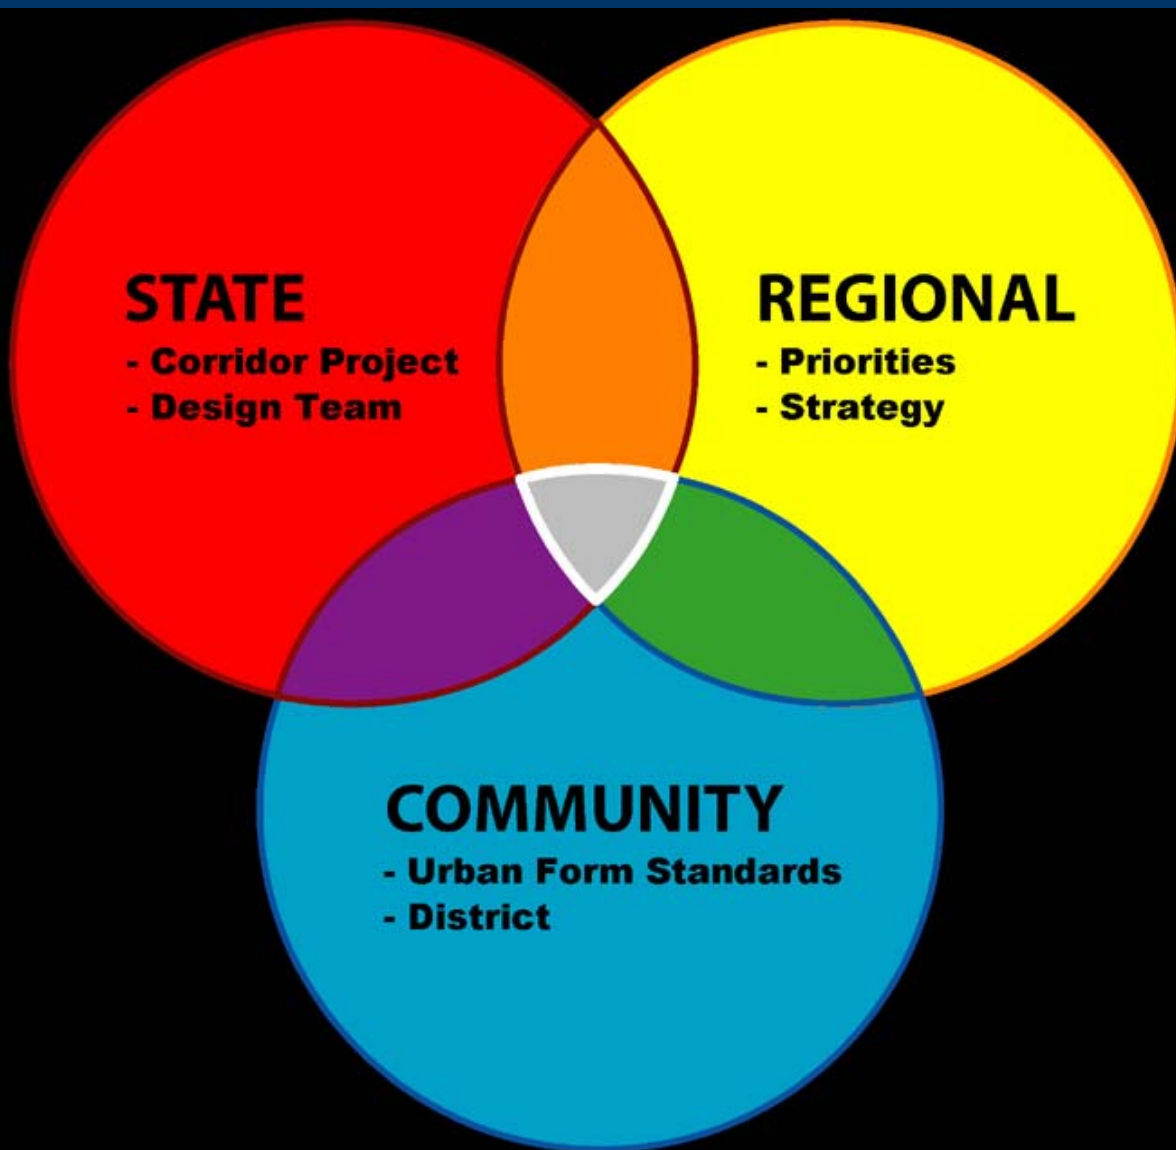 STATE
- Corridor Project
- Design Team
REGIONAL
- Priorities
- Strategy
COMMUNITY
- Urban Form Standards
- District